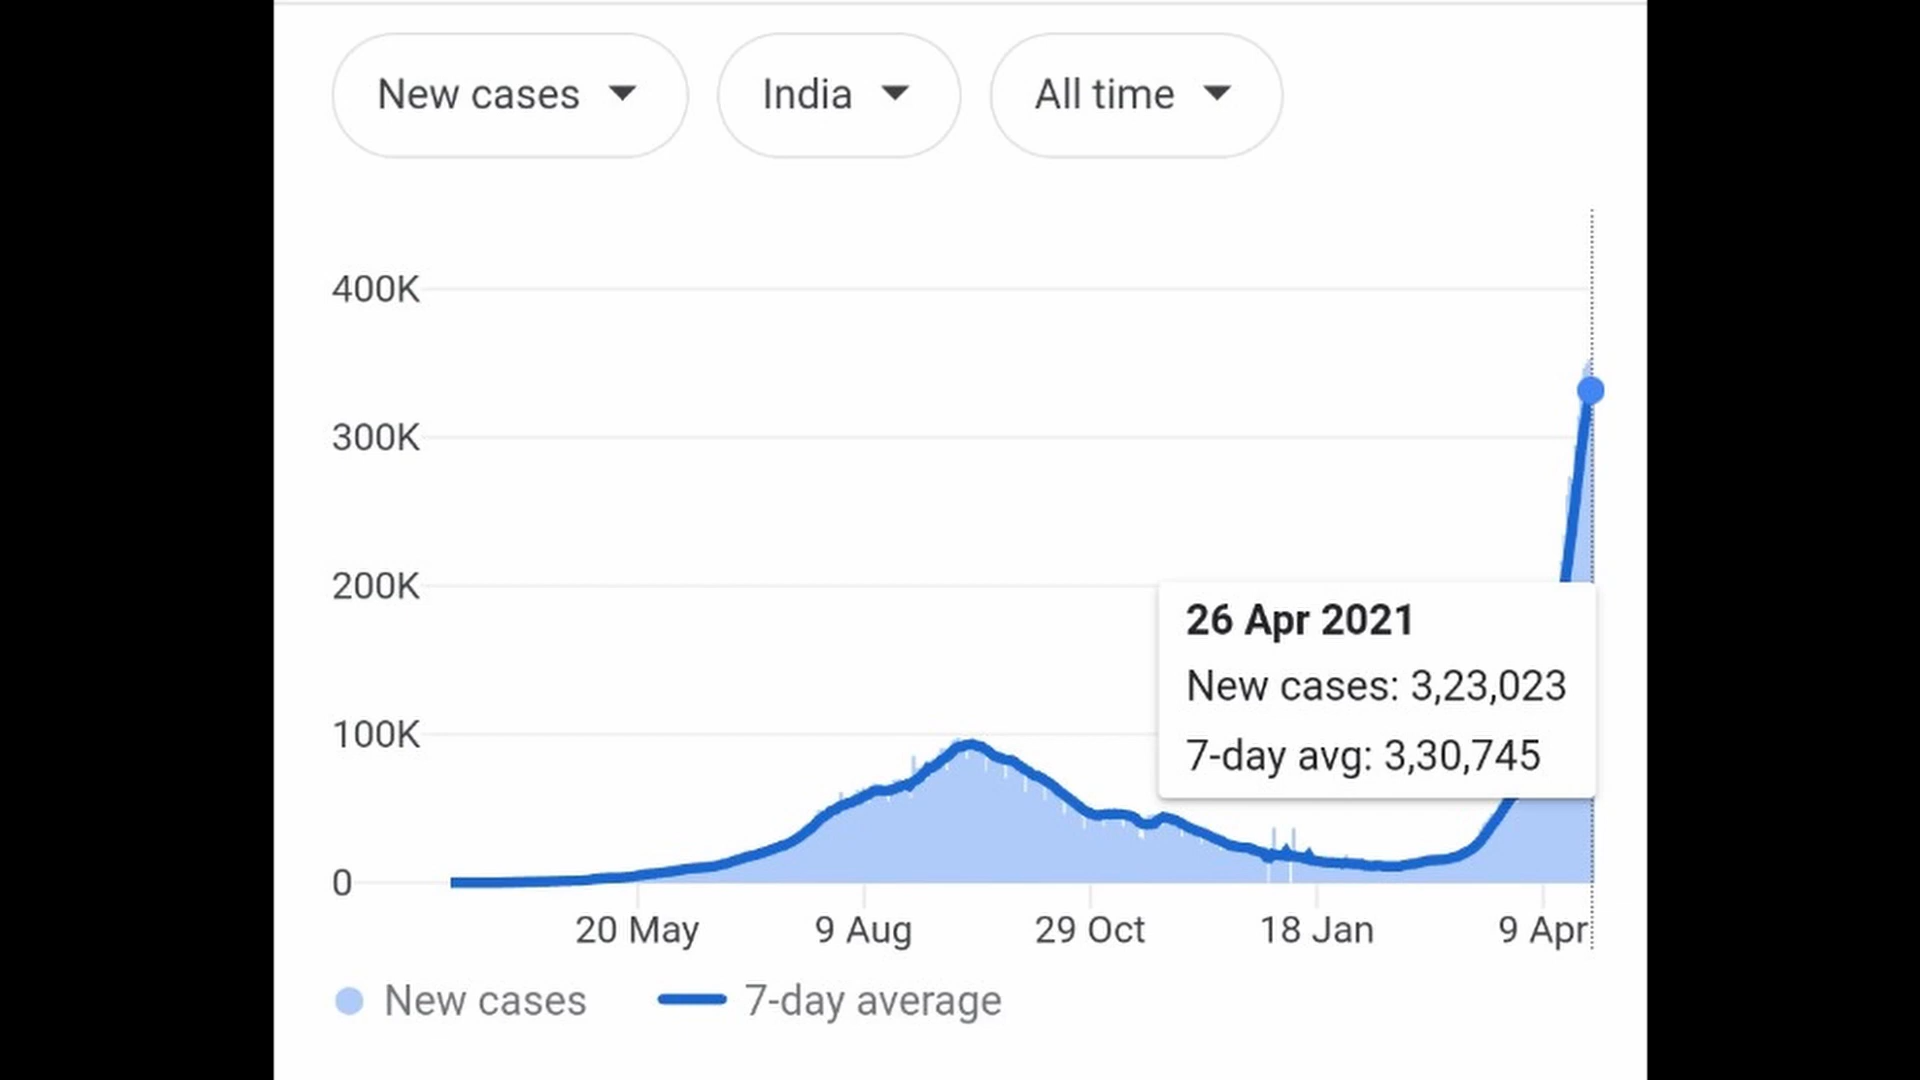 New cases India All time
400K
300K
200K
26 Apr 2021
New cases: 3,23,023
7-day avg: 3,30,745
100K
0
20 May 9 Aug 29 Oct 18 Jan 9 Apr
New cases 7-day average